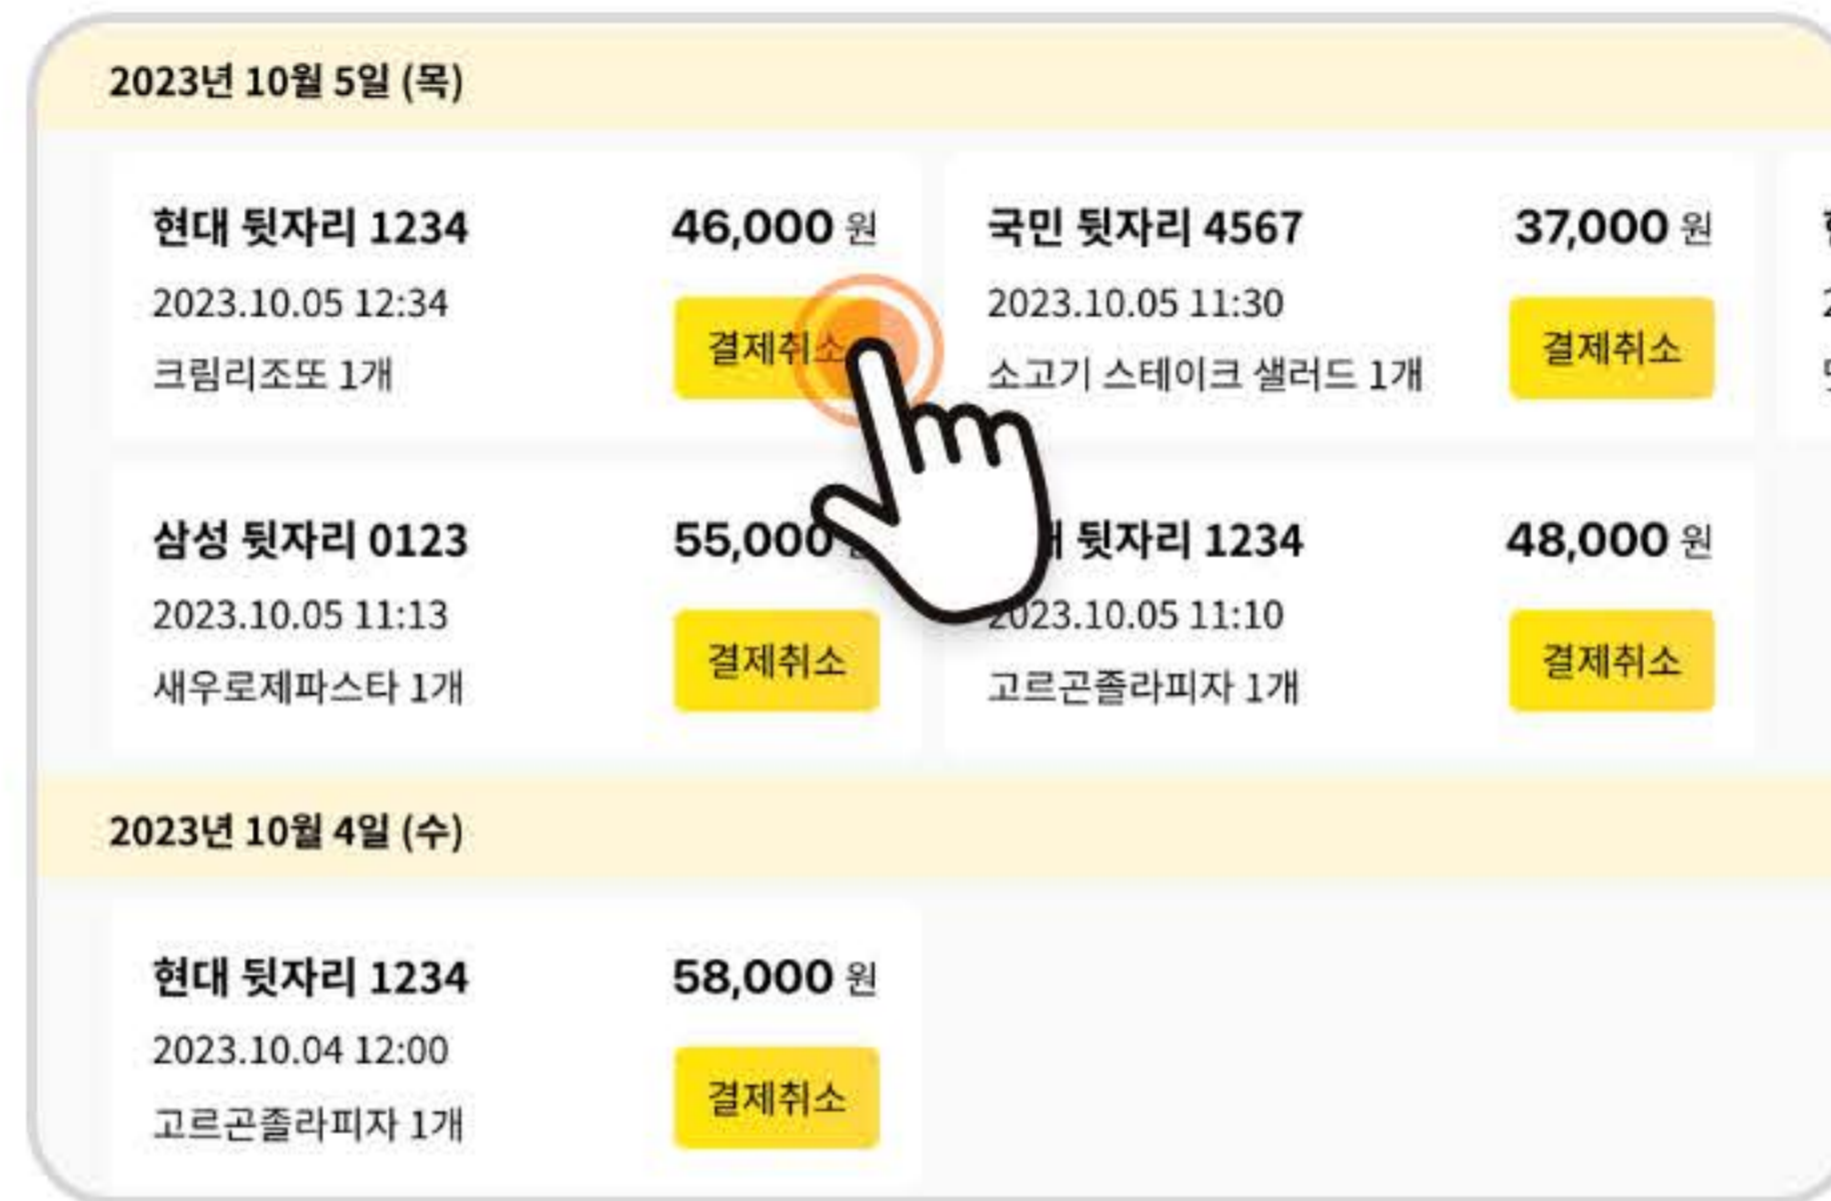 2023년 10월 5일 (목)
현대 뒷자리 1234
46,000 원
2023.10.05 12:34
크림리조또 1개
결제취소
국민 뒷자리 4567
37,000 원
2023.10.05 11:30
소고기 스테이크 샐러드 1개
결제취소
삼성 뒷자리 0123
55,000
2023.10.05 11:13
새우로제파스타 1개
결제취소
뒷자리 1234
48,000 원
2023.10.05 11:10
고르곤졸라피자 1개
결제취소
2023년 10월 4일 (수)
현대 뒷자리 1234
58,000 원
2023.10.04 12:00
고르곤졸라피자 1개
결제취소